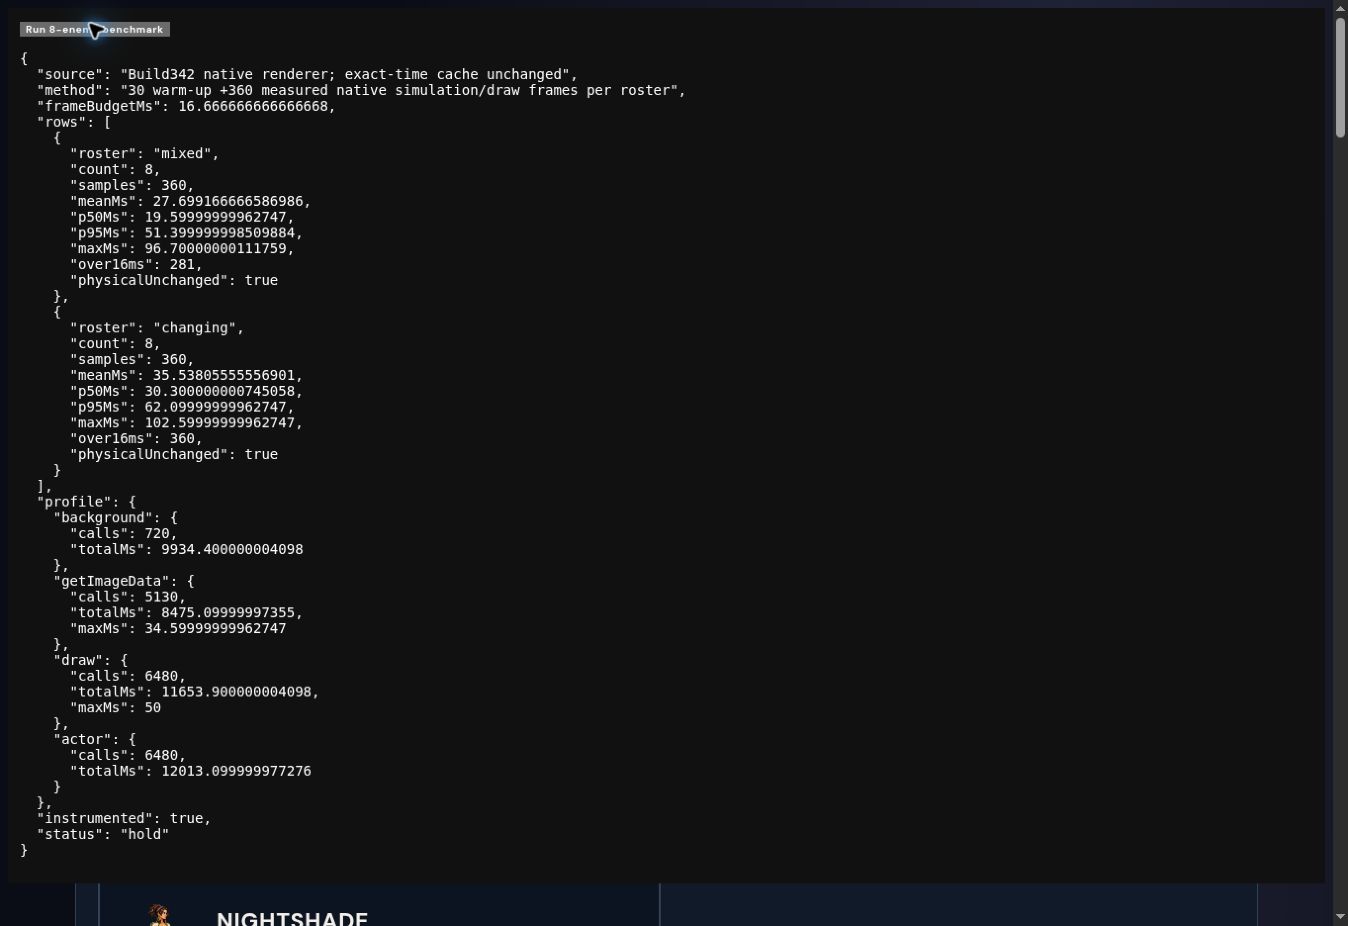 Run 8-enem benchmark
{
"source": "Build342 native renderer; exact-time cache unchanged",
"method": "30 warm-up +360 measured native simulation/draw frames per roster",
"frameBudgetMs": 16.666666666666668,
"rows": [
{
"roster": "mixed",
"count": 8,
"samples": 360,
"meanMs": 27.699166666586986,
"p50Ms": 19.59999999962747,
"p95Ms": 51.399999998509884,
"maxMs": 96.70000000111759,
"over16ms": 281,
"physicalUnchanged": true
},
{
"roster": "changing",
"count": 8,
"samples": 360,
"meanMs": 35.53805555556901,
"p50Ms": 30.300000000745058,
"p95Ms": 62.09999999962747,
"maxMs": 102.59999999962747,
"over16ms": 360,
"physicalUnchanged": true
}
],
"profile": {
"background": {
"calls": 720,
"totalMs": 9934.400000004098
},
"getImageData": {
"calls": 5130,
"totalMs": 8475.09999997355,
"maxMs": 34.59999999962747
},
"draw": {
"calls": 6480,
"totalMs": 11653.900000004098,
"maxMs": 50
},
"actor": {
"calls": 6480,
"totalMs": 12013.099999977276
}
},
"instrumented": true,
"status": "hold"
}
NIGHTSHADE